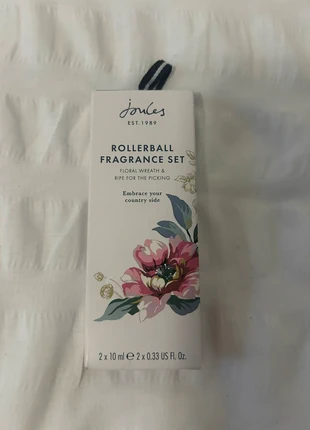 Joules
EST. 1989
ROLLERBALL
FRAGRANCE SET
FLORAL WREATH &
RIPE FOR THE PICKING
Embrace your
country side
2 x 10 ml ℮ 2 x 0.33 US Fl. Oz.